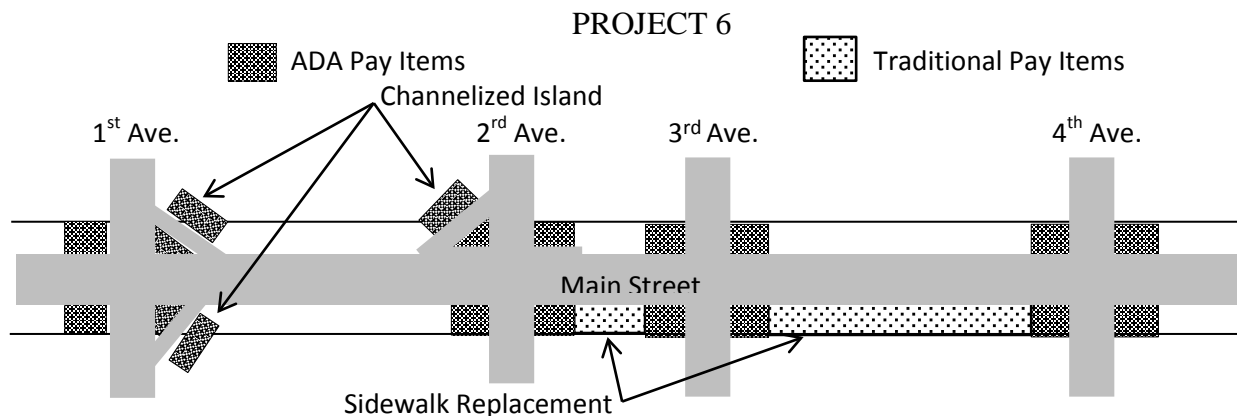 PROJECT 6
ADA Pay Items
Traditional Pay Items
Channelized Island
1st Ave.
2rd Ave.
3rd Ave.
4th Ave.
Main Street
Sidewalk Replacement